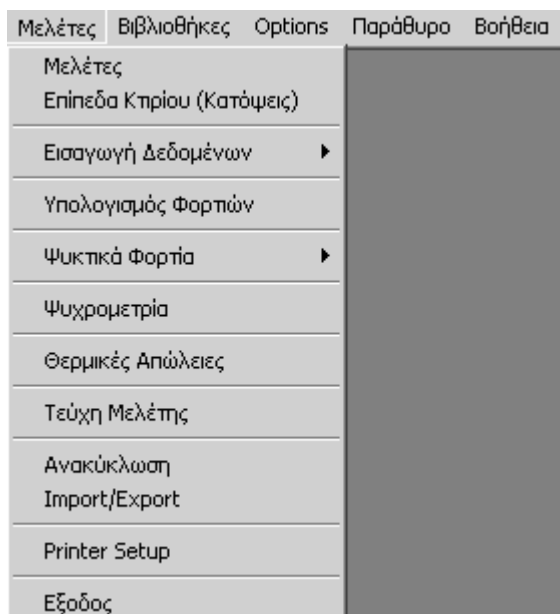 Μελέτες Βιβλιοθήκες Options Παράθυρο Βοήθεια
Μελέτες
Επίπεδα Κτιρίου (Κατόψεις)
Εισαγωγή Δεδομένων
Υπολογισμός Φορτιών
Ψυκτικά Φορτία
Ψυχρομετρία
Θερμικές Απώλειες
Τεύχη Μελέτης
Ανακύκλωση
Import/Export
Printer Setup
Εξοδος